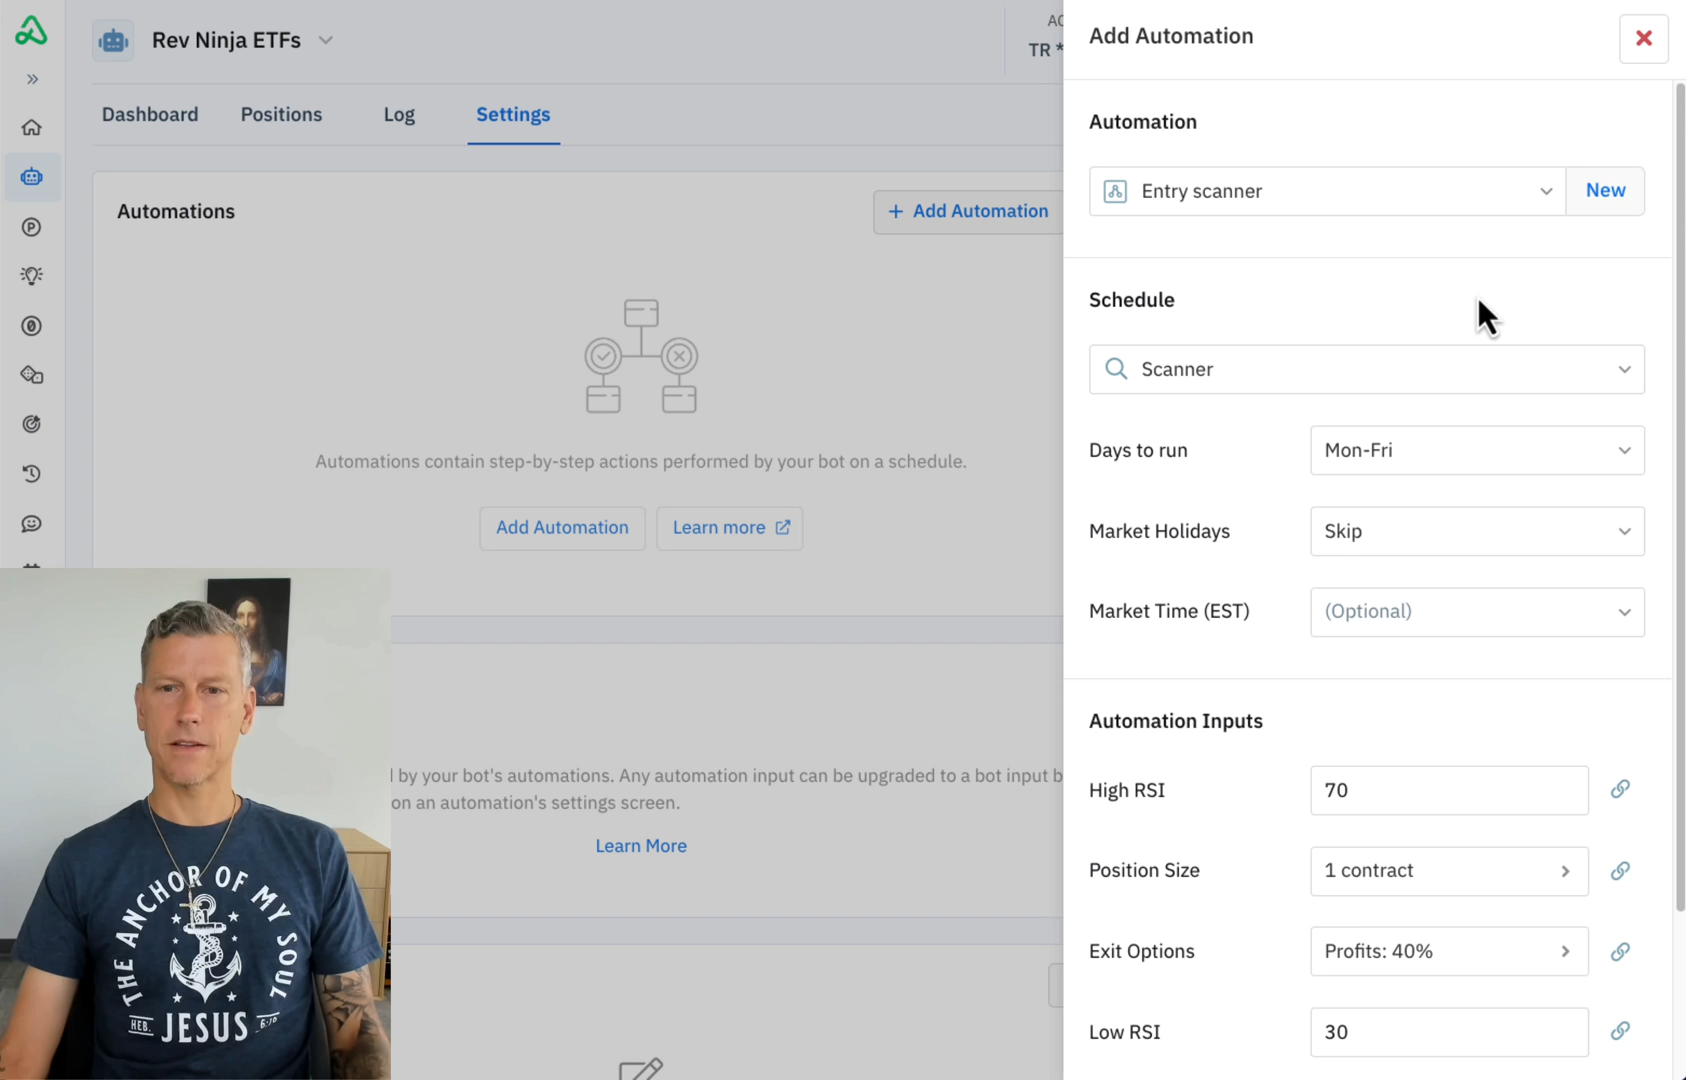 Rev Ninja ETFs
AC
TR *
Dashboard
Positions
Log
Settings
Automations
+ Add Automation
Automations contain step-by-step actions performed by your bot on a schedule.
Add Automation
Learn more
by your bot's automations. Any automation input can be upgraded to a bot input b
on an automation's settings screen.
Learn More
THE ANCHOR OF MY SOUL
HEB. JESUS 6:19
Add Automation
Automation
Entry scanner
New
Schedule
Scanner
Days to run
Mon-Fri
Market Holidays
Skip
Market Time (EST)
(Optional)
Automation Inputs
High RSI
70
Position Size
1 contract
Exit Options
Profits: 40%
Low RSI
30